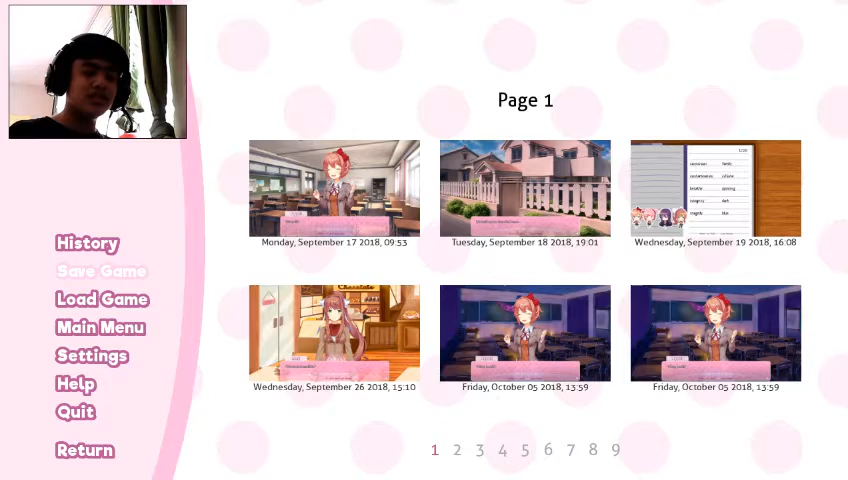 Page 1
Monday, September 17 2018, 09:53
Tuesday, September 18 2018, 19:01
Wednesday, September 19 2018, 16:08
History
Save Game
Load Game
Main Menu
Settings
Help
Quit
Return
Chocolate
Wednesday, September 26 2018, 15:10
Friday, October 05 2018, 13:59
Friday, October 05 2018, 13:59
1 2 3 4 5 6 7 8 9